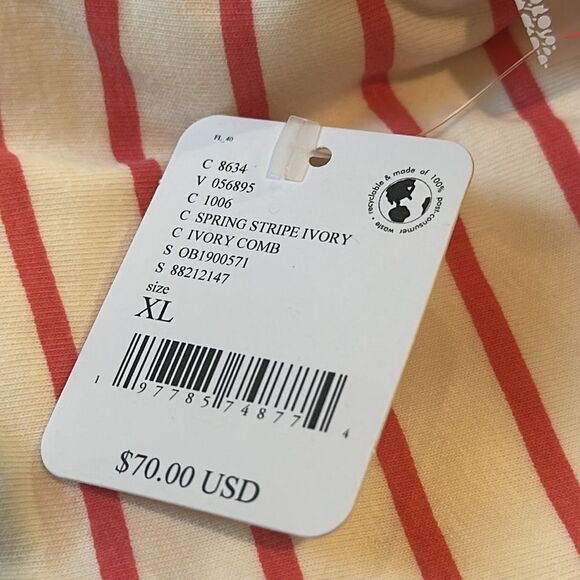 FL_40
C 8634
V 056895
C 1006
C SPRING STRIPE IVORY
C IVORY COMB
S OB1900571
S 88212147
size
XL
recyclable & made of 100% post-consumer waste •
1 97785 74877 4
$70.00 USD